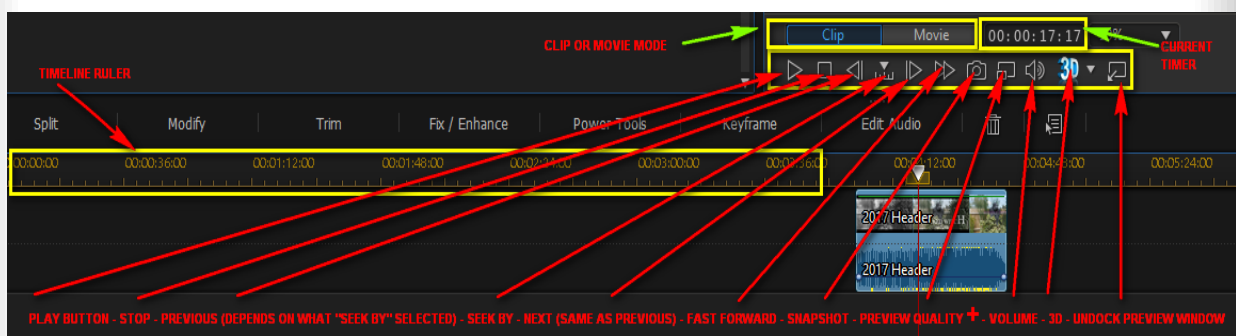 Clip Movie 00:00:17:17 %
CLIP OR MOVIE MODE
CURRENT
TIMER
TIMELINE RULER
3D
Split Modify Trim Fix / Enhance Power Tools Keyframe Edit Audio
00:00:00 00:00:36:00 00:01:12:00 00:01:48:00 00:02:24:00 00:03:00:00 00:03:36:00 00:04:12:00 00:04:48:00 00:05:24:00
2017 Header
2017 Header
PLAY BUTTON - STOP - PREVIOUS (DEPENDS ON WHAT "SEEK BY" SELECTED) - SEEK BY - NEXT (SAME AS PREVIOUS) - FAST FORWARD - SNAPSHOT - PREVIEW QUALITY + - VOLUME - 3D - UNDOCK PREVIEW WINDOW